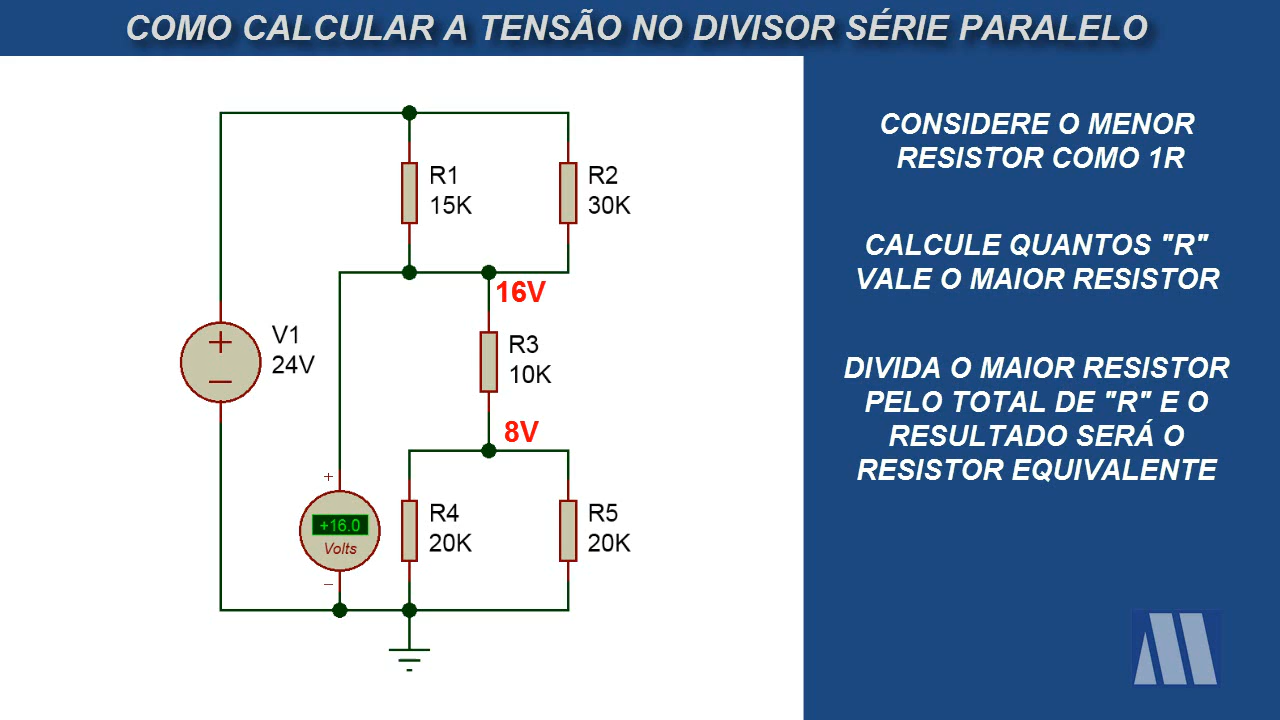 COMO CALCULAR A TENSÃO NO DIVISOR SÉRIE PARALELO
R1
15K
R2
30K
16V
V1
24V
R3
10K
8V
+16.0
Volts
R4
20K
R5
20K
CONSIDERE O MENOR
RESISTOR COMO 1R
CALCULE QUANTOS "R"
VALE O MAIOR RESISTOR
DIVIDA O MAIOR RESISTOR
PELO TOTAL DE "R" E O
RESULTADO SERÁ O
RESISTOR EQUIVALENTE